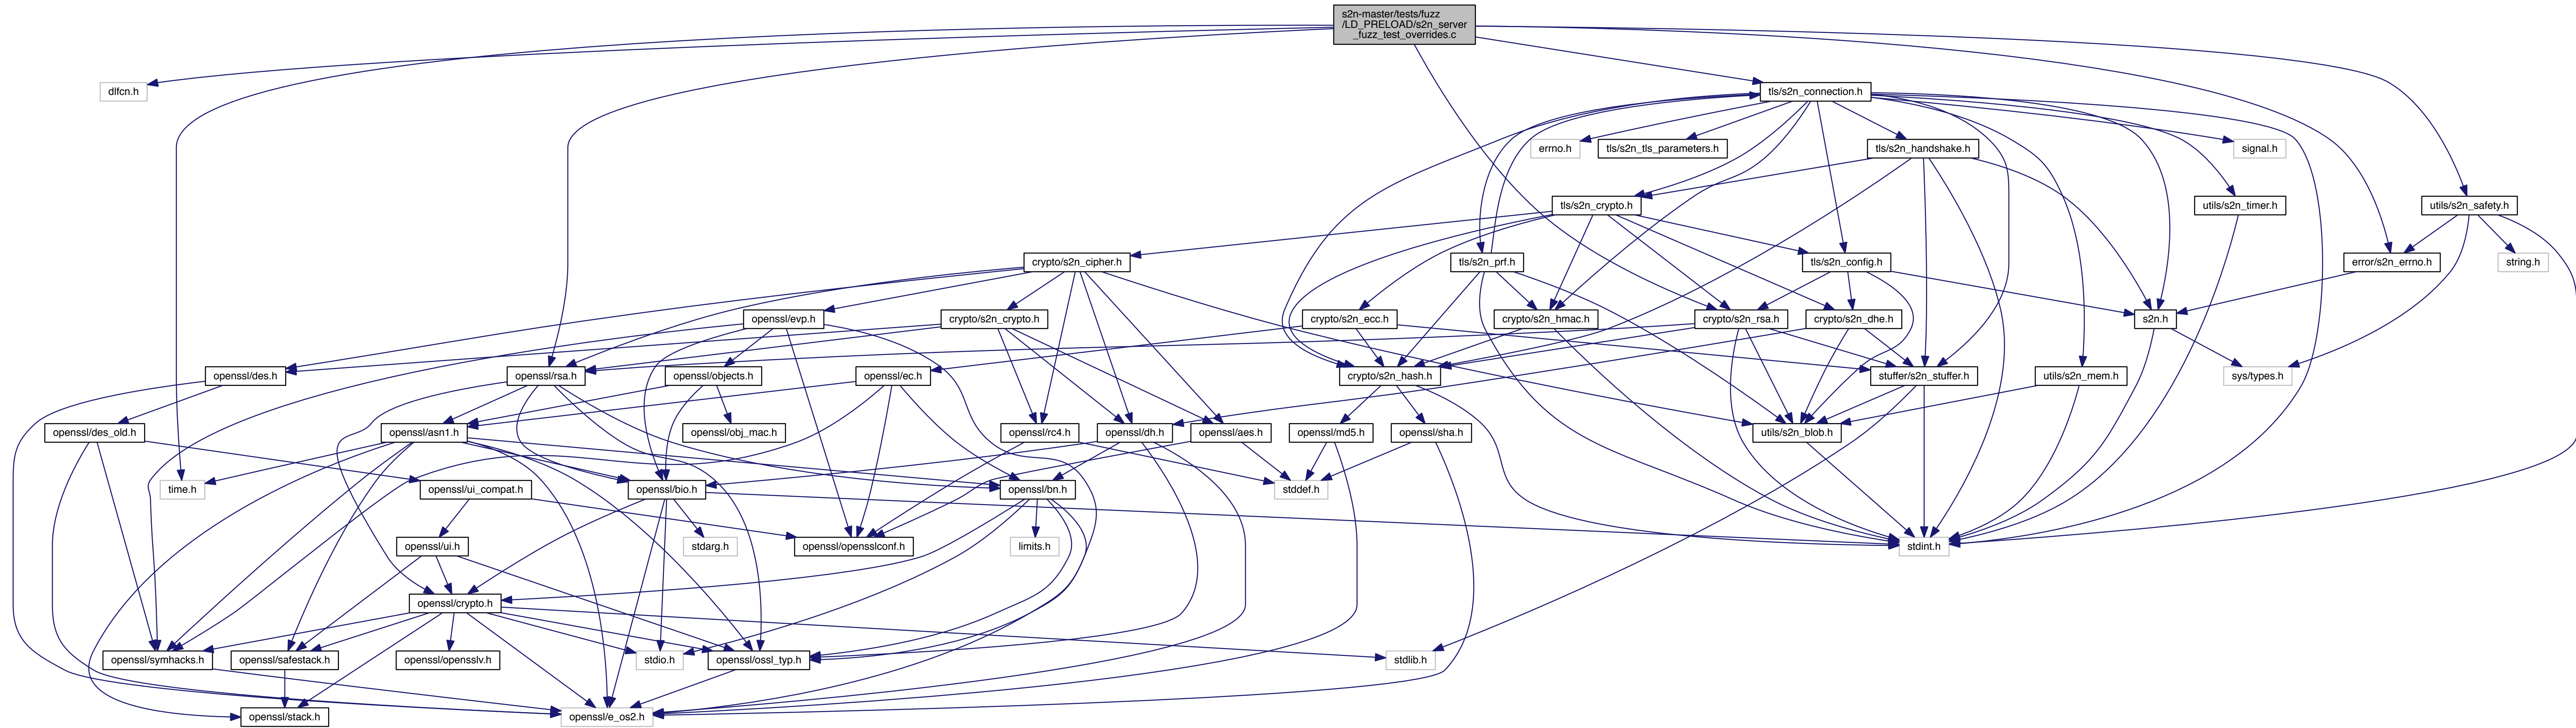 s2n-master/tests/fuzz
/LD_PRELOAD/s2n_server
_fuzz_test_overrides.c
dlfcn.h
tls/s2n_connection.h
errno.h
tls/s2n_tls_parameters.h
tls/s2n_handshake.h
signal.h
tls/s2n_crypto.h
utils/s2n_timer.h
utils/s2n_safety.h
crypto/s2n_cipher.h
tls/s2n_prf.h
tls/s2n_config.h
error/s2n_errno.h
string.h
openssl/evp.h
crypto/s2n_crypto.h
crypto/s2n_ecc.h
crypto/s2n_hmac.h
crypto/s2n_rsa.h
crypto/s2n_dhe.h
s2n.h
openssl/des.h
openssl/rsa.h
openssl/objects.h
openssl/ec.h
crypto/s2n_hash.h
stuffer/s2n_stuffer.h
utils/s2n_mem.h
sys/types.h
openssl/des_old.h
openssl/asn1.h
openssl/obj_mac.h
openssl/rc4.h
openssl/dh.h
openssl/aes.h
openssl/md5.h
openssl/sha.h
utils/s2n_blob.h
time.h
openssl/ui_compat.h
openssl/bio.h
openssl/bn.h
stddef.h
openssl/ui.h
stdarg.h
openssl/opensslconf.h
limits.h
stdint.h
openssl/crypto.h
openssl/symhacks.h
openssl/safestack.h
openssl/opensslv.h
stdio.h
openssl/ossl_typ.h
stdlib.h
openssl/stack.h
openssl/e_os2.h